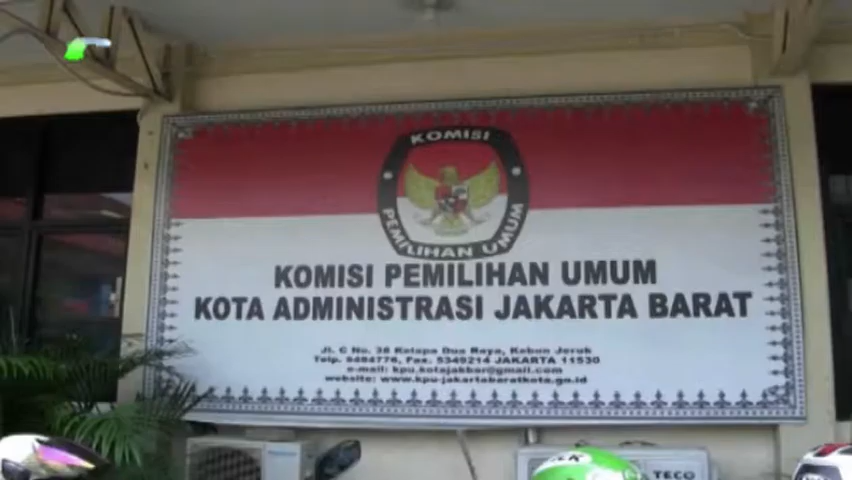 KOMISI
PEMILIHAN UMUM
KOMISI PEMILIHAN UMUM
KOTA ADMINISTRASI JAKARTA BARAT
Jl. C No. 38 Kelapa Dua Raya, Kebon Jeruk
Telp. 5484776, Fax. 5349214 JAKARTA 11530
e-mail: kpu.kotajakbar@gmail.com
website: www.kpu-jakartabaratkota.go.id
TECO